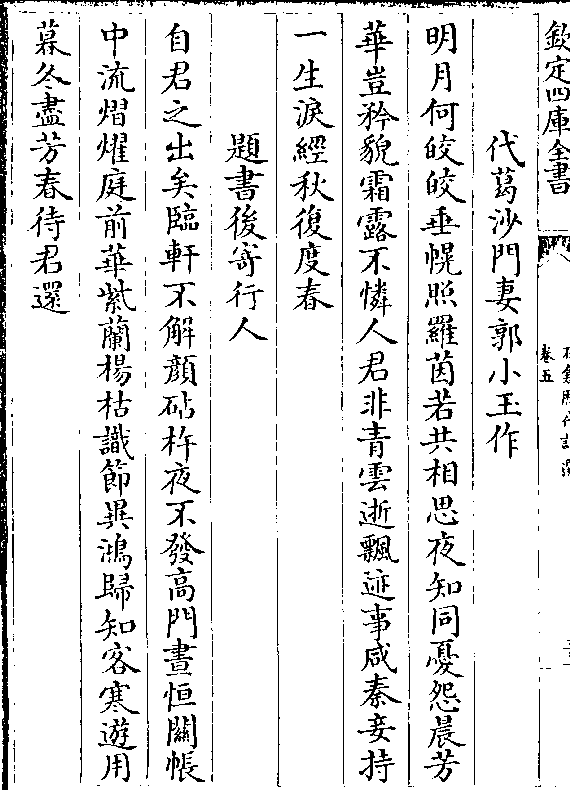 欽定四庫全書
卷五
代葛沙門妻郭小玉作
明月何皎皎垂幌照羅茵若共相思夜知同憂怨晨芳
華豈矜貌霜露不憐人君非青雲逝飄迹事咸秦妾持
一生淚經秋復度春
題書後寄行人
自君之出矣臨軒不解顏砧杵夜不發高門晝恒關帳
中流熠燿庭前華紫蘭楊枯識節異鴻歸知客寒遊用
暮冬盡芳春待君還